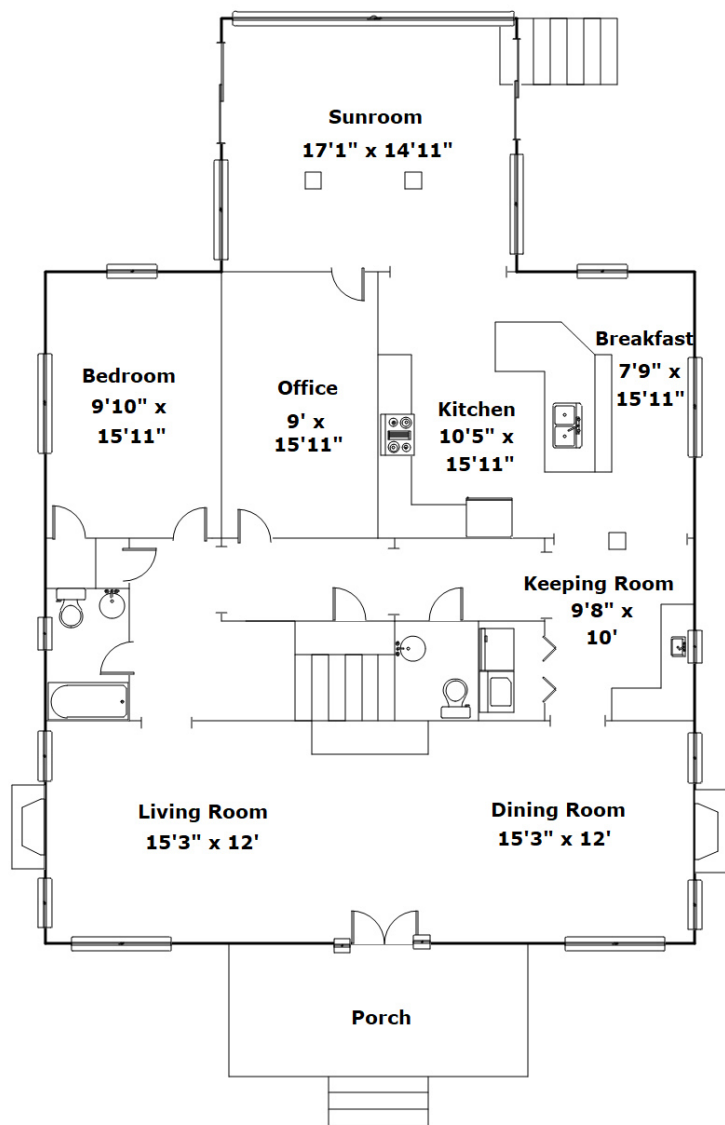 Sunroom
17'1" x 14'11"
Bedroom
9'10" x
15'11"
Office
9' x
15'11"
Kitchen
10'5" x
15'11"
Breakfast
7'9" x
15'11"
Keeping Room
9'8" x
10'
Living Room
15'3" x 12'
Dining Room
15'3" x 12'
Porch